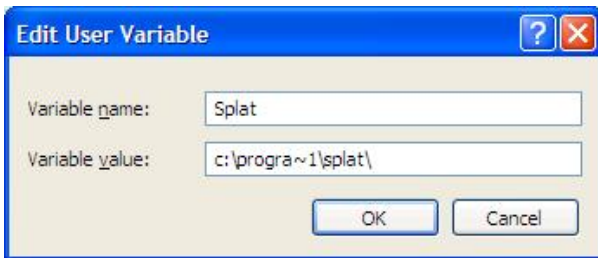 Edit User Variable
Variable name: Splat
Variable value: c:\progra~1\splat\
OK Cancel